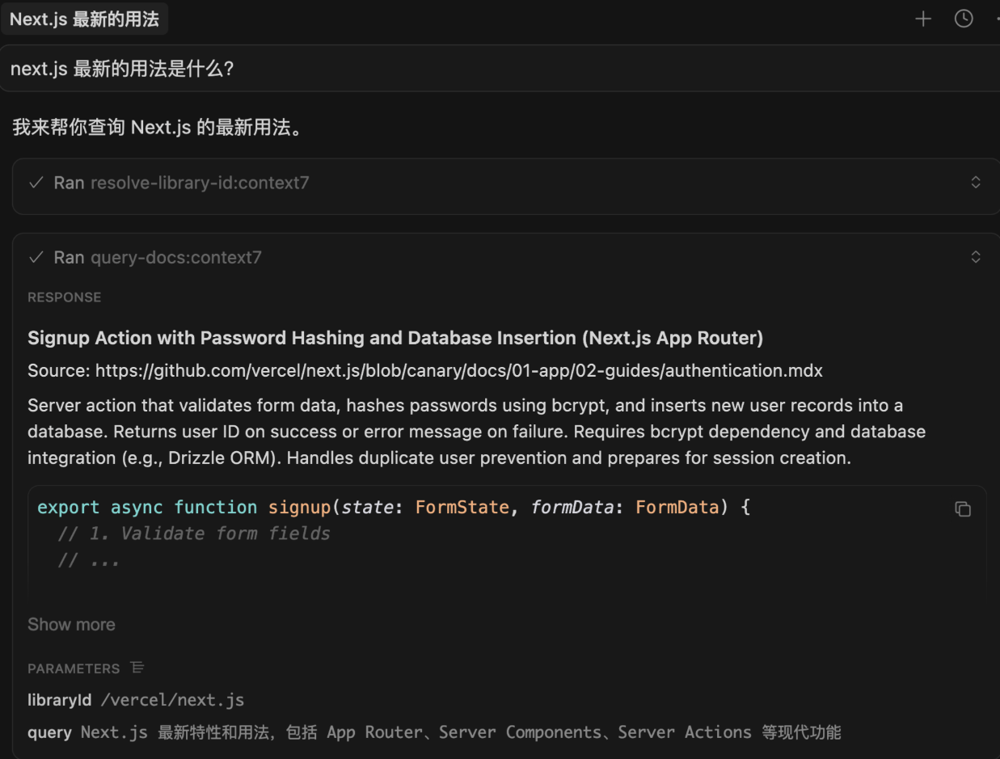 Next.js 最新的用法
next.js 最新的用法是什么?
我来帮你查询 Next.js 的最新用法。
Ran resolve-library-id:context7
Ran query-docs:context7
RESPONSE
Signup Action with Password Hashing and Database Insertion (Next.js App Router)
Source: https://github.com/vercel/next.js/blob/canary/docs/01-app/02-guides/authentication.mdx
Server action that validates form data, hashes passwords using bcrypt, and inserts new user records into a
database. Returns user ID on success or error message on failure. Requires bcrypt dependency and database
integration (e.g., Drizzle ORM). Handles duplicate user prevention and prepares for session creation.
export async function signup(state: FormState, formData: FormData) {
// 1. Validate form fields
// ...
Show more
PARAMETERS
libraryId /vercel/next.js
query Next.js 最新特性和用法，包括 App Router、Server Components、Server Actions 等现代功能